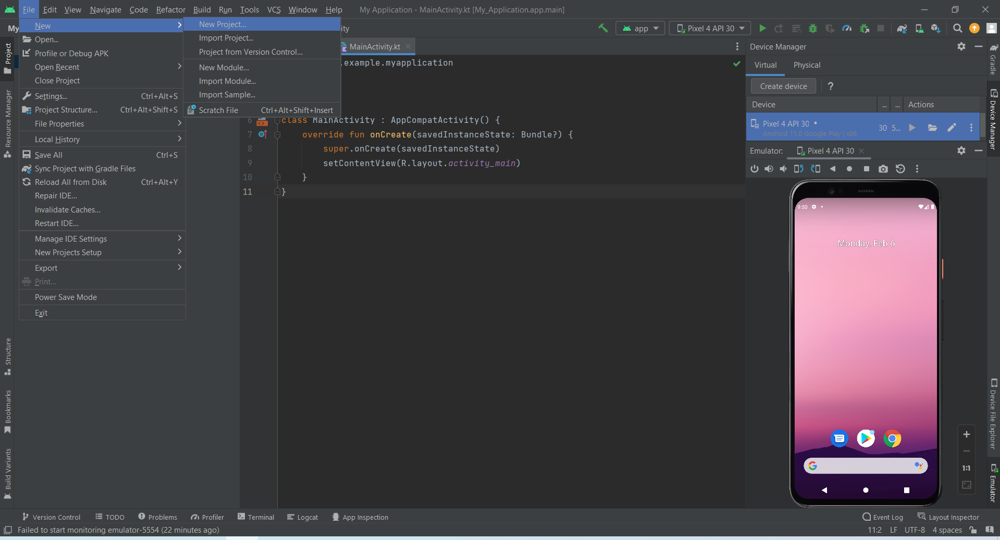 File Edit View Navigate Code Refactor Build Run Tools VCS Window Help My Application - MainActivity.kt [My_Application.app.main]
My
ity
app
Pixel 4 API 30
New
Open...
Profile or Debug APK
Open Recent
Close Project
Settings... Ctrl+Alt+S
Project Structure... Ctrl+Alt+Shift+S
File Properties
Local History
Save All Ctrl+S
Sync Project with Gradle Files
Reload All from Disk Ctrl+Alt+Y
Repair IDE...
Invalidate Caches...
Restart IDE...
Manage IDE Settings
New Projects Setup
Export
Print...
Power Save Mode
Exit
New Project...
Import Project...
Project from Version Control...
New Module...
Import Module...
Import Sample...
Scratch File Ctrl+Alt+Shift+Insert
MainActivity.kt
.example.myapplication
6 class MainActivity : AppCompatActivity() {
7 override fun onCreate(savedInstanceState: Bundle?) {
8 super.onCreate(savedInstanceState)
9 setContentView(R.layout.activity_main)
10 }
11 }
Device Manager
Virtual Physical
Create device ?
Device ... ... Actions
Pixel 4 API 30 30 5...
Android 11.0 Google Play | x86
Emulator: Pixel 4 API 30
9:50
Monday, Feb 6
1:1
Project
Resource Manager
Structure
Bookmarks
Build Variants
Gradle
Device Manager
Device File Explorer
Emulator
Version Control TODO Problems Profiler Terminal Logcat App Inspection Event Log Layout Inspector
Failed to start monitoring emulator-5554 (22 minutes ago) 11:2 LF UTF-8 4 spaces